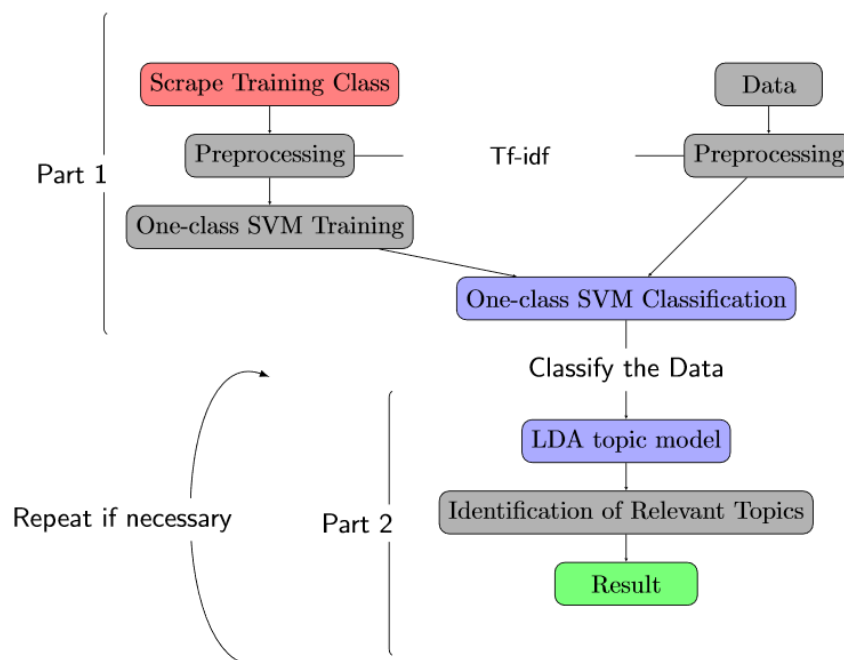 Scrape Training Class
Data
Preprocessing
Tf-idf
Preprocessing
Part 1
One-class SVM Training
One-class SVM Classification
Classify the Data
LDA topic model
Identification of Relevant Topics
Repeat if necessary
Part 2
Result